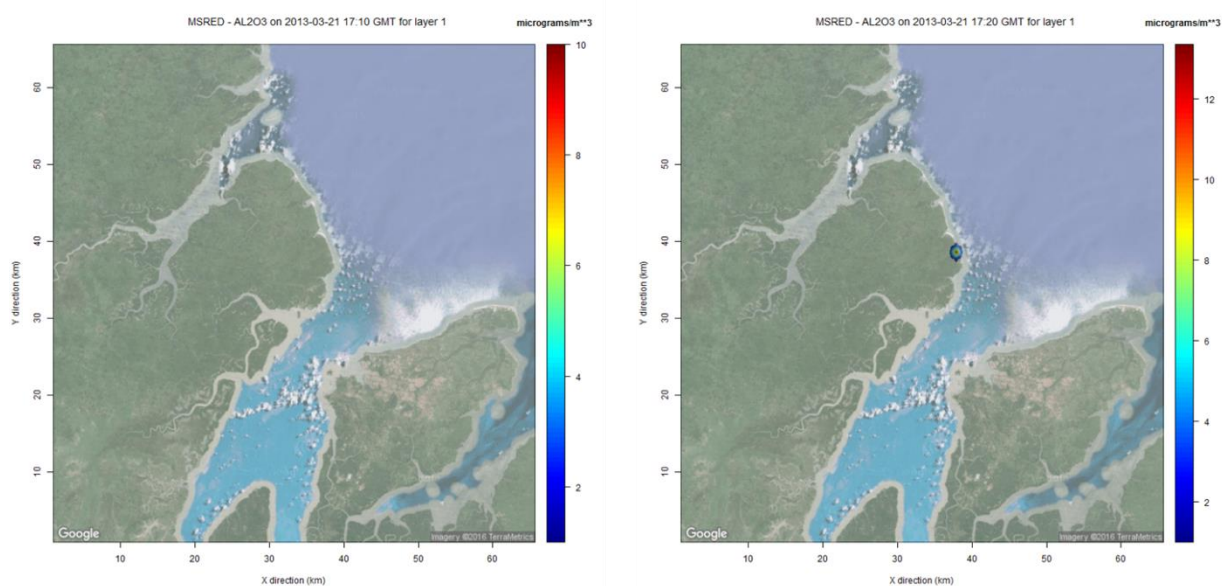 MSRED - AL2O3 on 2013-03-21 17:10 GMT for layer 1
micrograms/m**3
10
8
6
4
2
Y direction (km)
60
50
40
30
20
10
Google
Imagery ©2016 TerraMetrics
10 20 30 40 50 60
X direction (km)
MSRED - AL2O3 on 2013-03-21 17:20 GMT for layer 1
micrograms/m**3
12
10
8
6
4
2
Y direction (km)
60
50
40
30
20
10
Google
Imagery ©2016 TerraMetrics
10 20 30 40 50 60
X direction (km)